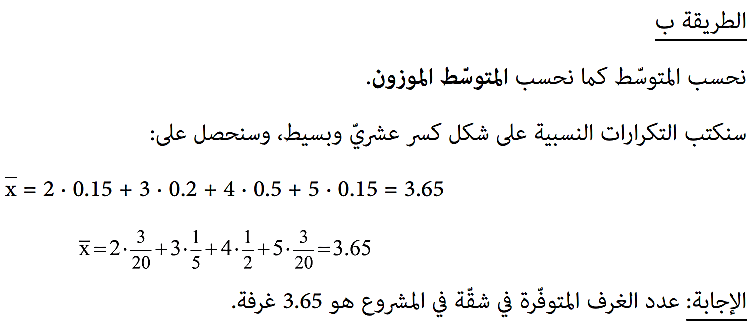 الطريقة ب
نحسب المتوسّط كما نحسب المتوسّط الموزون.
سنكتب التكرارات النسبية على شكل كسر عشريّ وبسيط، وسنحصل على:
x̅ = 2 · 0.15 + 3 · 0.2 + 4 · 0.5 + 5 · 0.15 = 3.65
x̅ = 2 · 3/20 + 3 · 1/5 + 4 · 1/2 + 5 · 3/20 = 3.65
الإجابة: عدد الغرف المتوفّرة في شقّة في المشروع هو 3.65 غرفة.